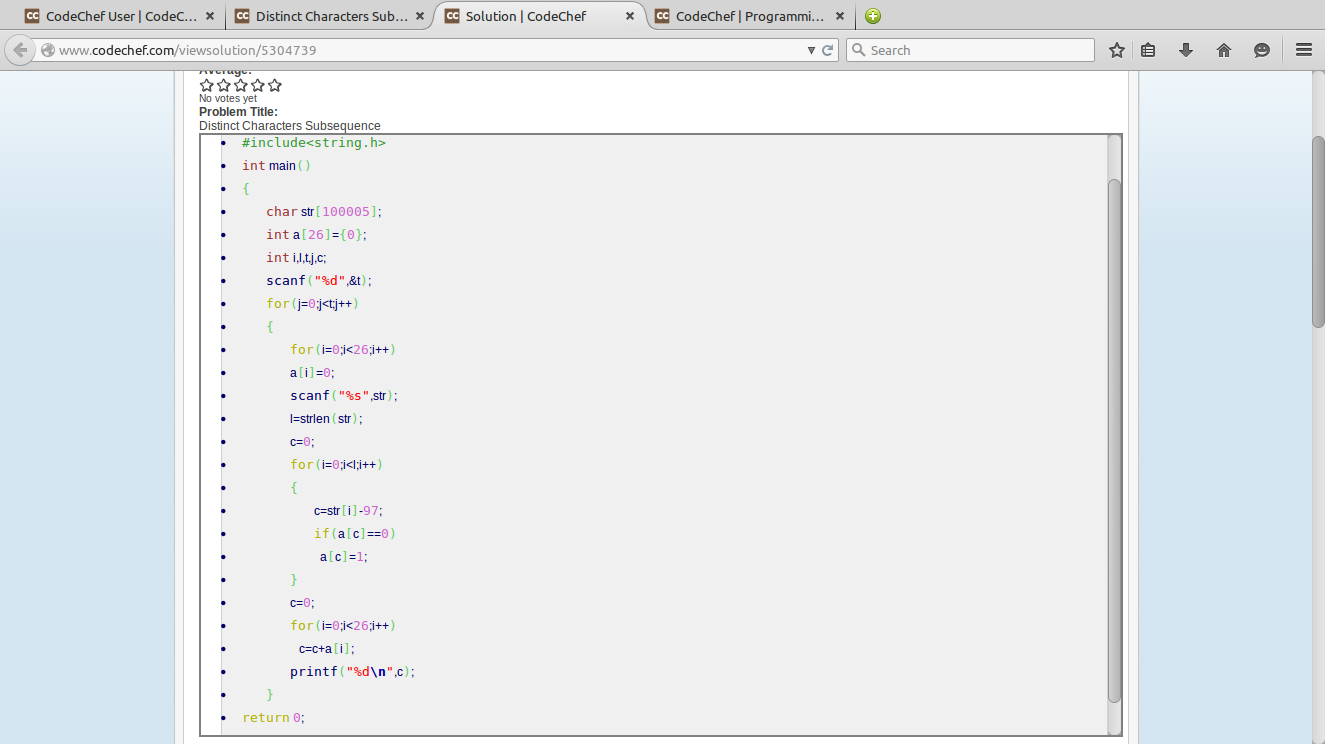 CodeChef User | CodeC... Distinct Characters Sub... Solution | CodeChef CodeChef | Programmi...
www.codechef.com/viewsolution/5304739 Search
Average:
No votes yet
Problem Title:
Distinct Characters Subsequence
#include<string.h>
int main()
{
char str[100005];
int a[26]={0};
int i,l,t,j,c;
scanf("%d",&t);
for(j=0;j<t;j++)
{
for(i=0;i<26;i++)
a[i]=0;
scanf("%s",str);
l=strlen(str);
c=0;
for(i=0;i<l;i++)
{
c=str[i]-97;
if(a[c]==0)
a[c]=1;
}
c=0;
for(i=0;i<26;i++)
c=c+a[i];
printf("%d\n",c);
}
return 0;